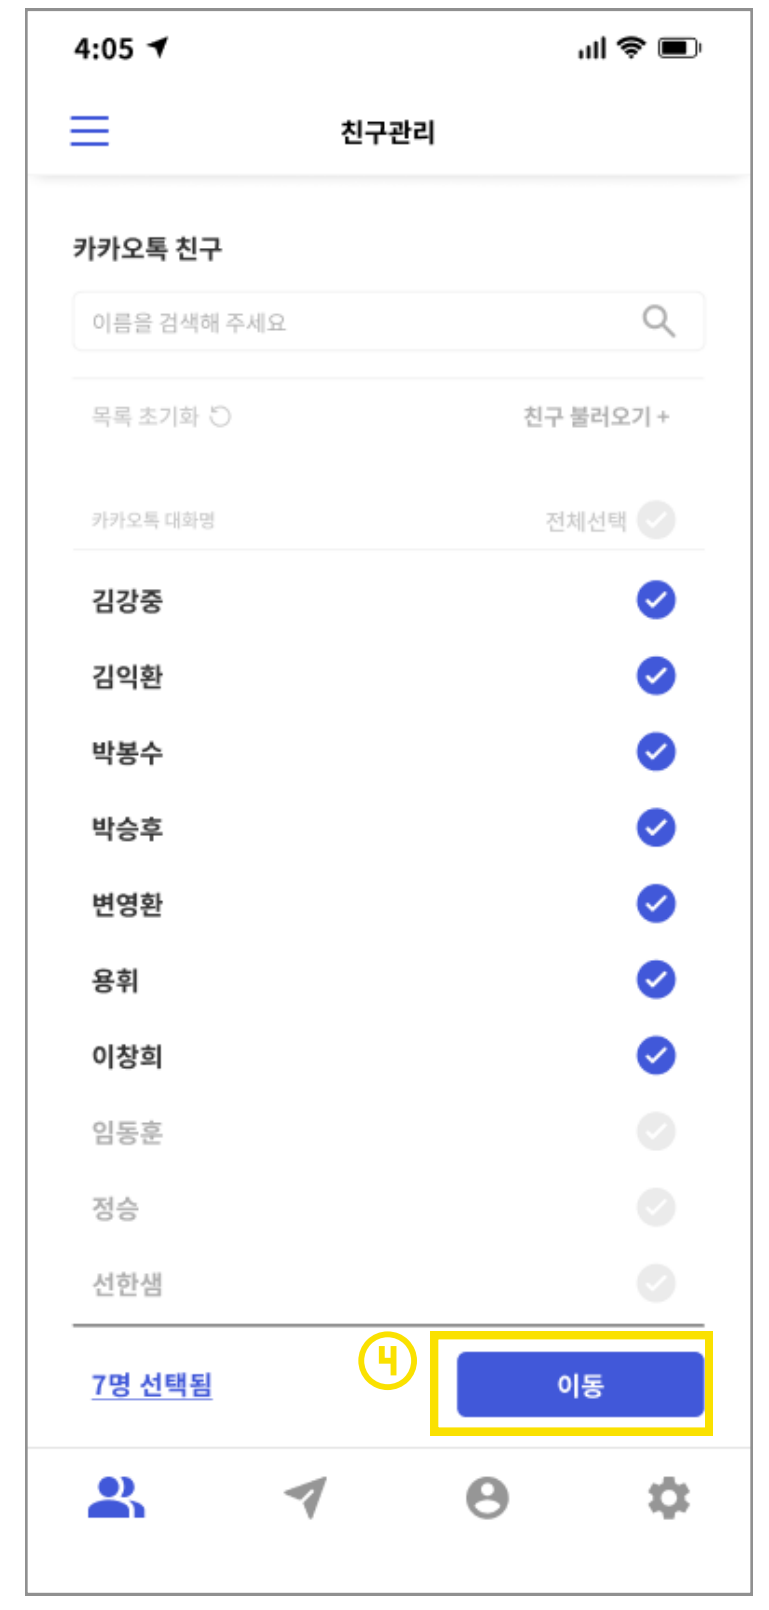 4:05
친구관리
카카오톡 친구
이름을 검색해 주세요
목록 초기화 친구 불러오기 +
카카오톡 대화명 전체선택
김강중
김익환
박봉수
박승후
변영환
용휘
이창희
임동훈
정승
선한샘
7명 선택됨 4 이동